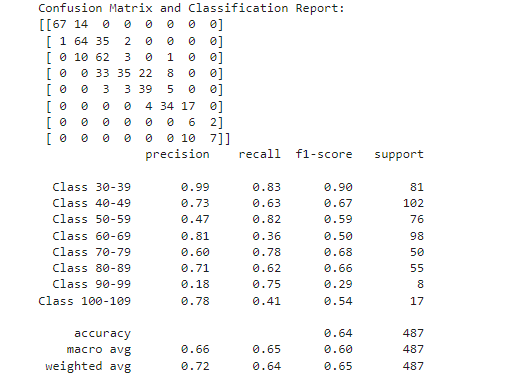 Confusion Matrix and Classification Report:
[[67 14  0  0  0  0  0  0]
 [ 1 64 35  2  0  0  0  0]
 [ 0 10 62  3  0  1  0  0]
 [ 0  0 33 35 22  8  0  0]
 [ 0  0  3  3 39  5  0  0]
 [ 0  0  0  0  4 34 17  0]
 [ 0  0  0  0  0  0  6  2]
 [ 0  0  0  0  0  0 10  7]]
precision recall f1-score support
Class 30-39 0.99 0.83 0.90 81
Class 40-49 0.73 0.63 0.67 102
Class 50-59 0.47 0.82 0.59 76
Class 60-69 0.81 0.36 0.50 98
Class 70-79 0.60 0.78 0.68 50
Class 80-89 0.71 0.62 0.66 55
Class 90-99 0.18 0.75 0.29 8
Class 100-109 0.78 0.41 0.54 17
accuracy 0.64 487
macro avg 0.66 0.65 0.60 487
weighted avg 0.72 0.64 0.65 487